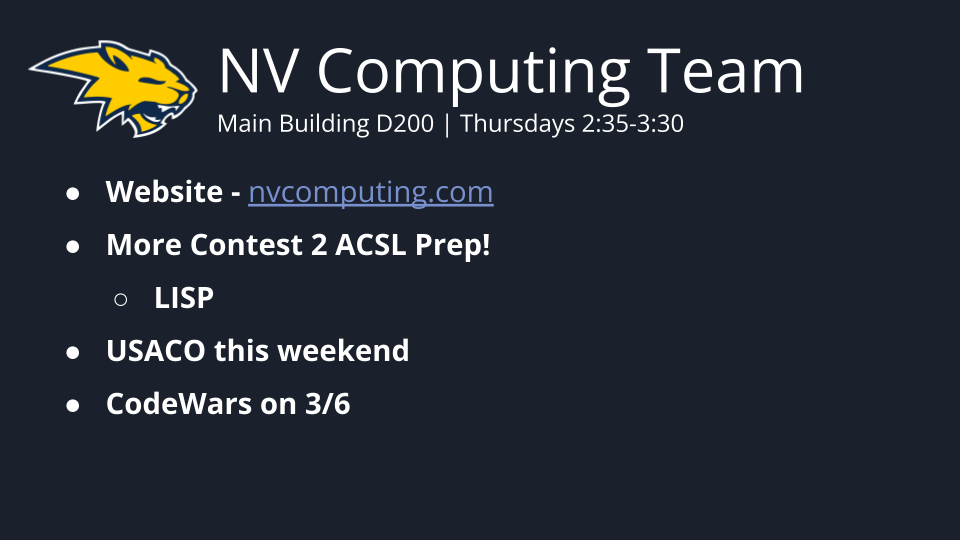 NV Computing Team
Main Building D200 | Thursdays 2:35-3:30
● Website - nvcomputing.com
● More Contest 2 ACSL Prep!
○ LISP
● USACO this weekend
● CodeWars on 3/6